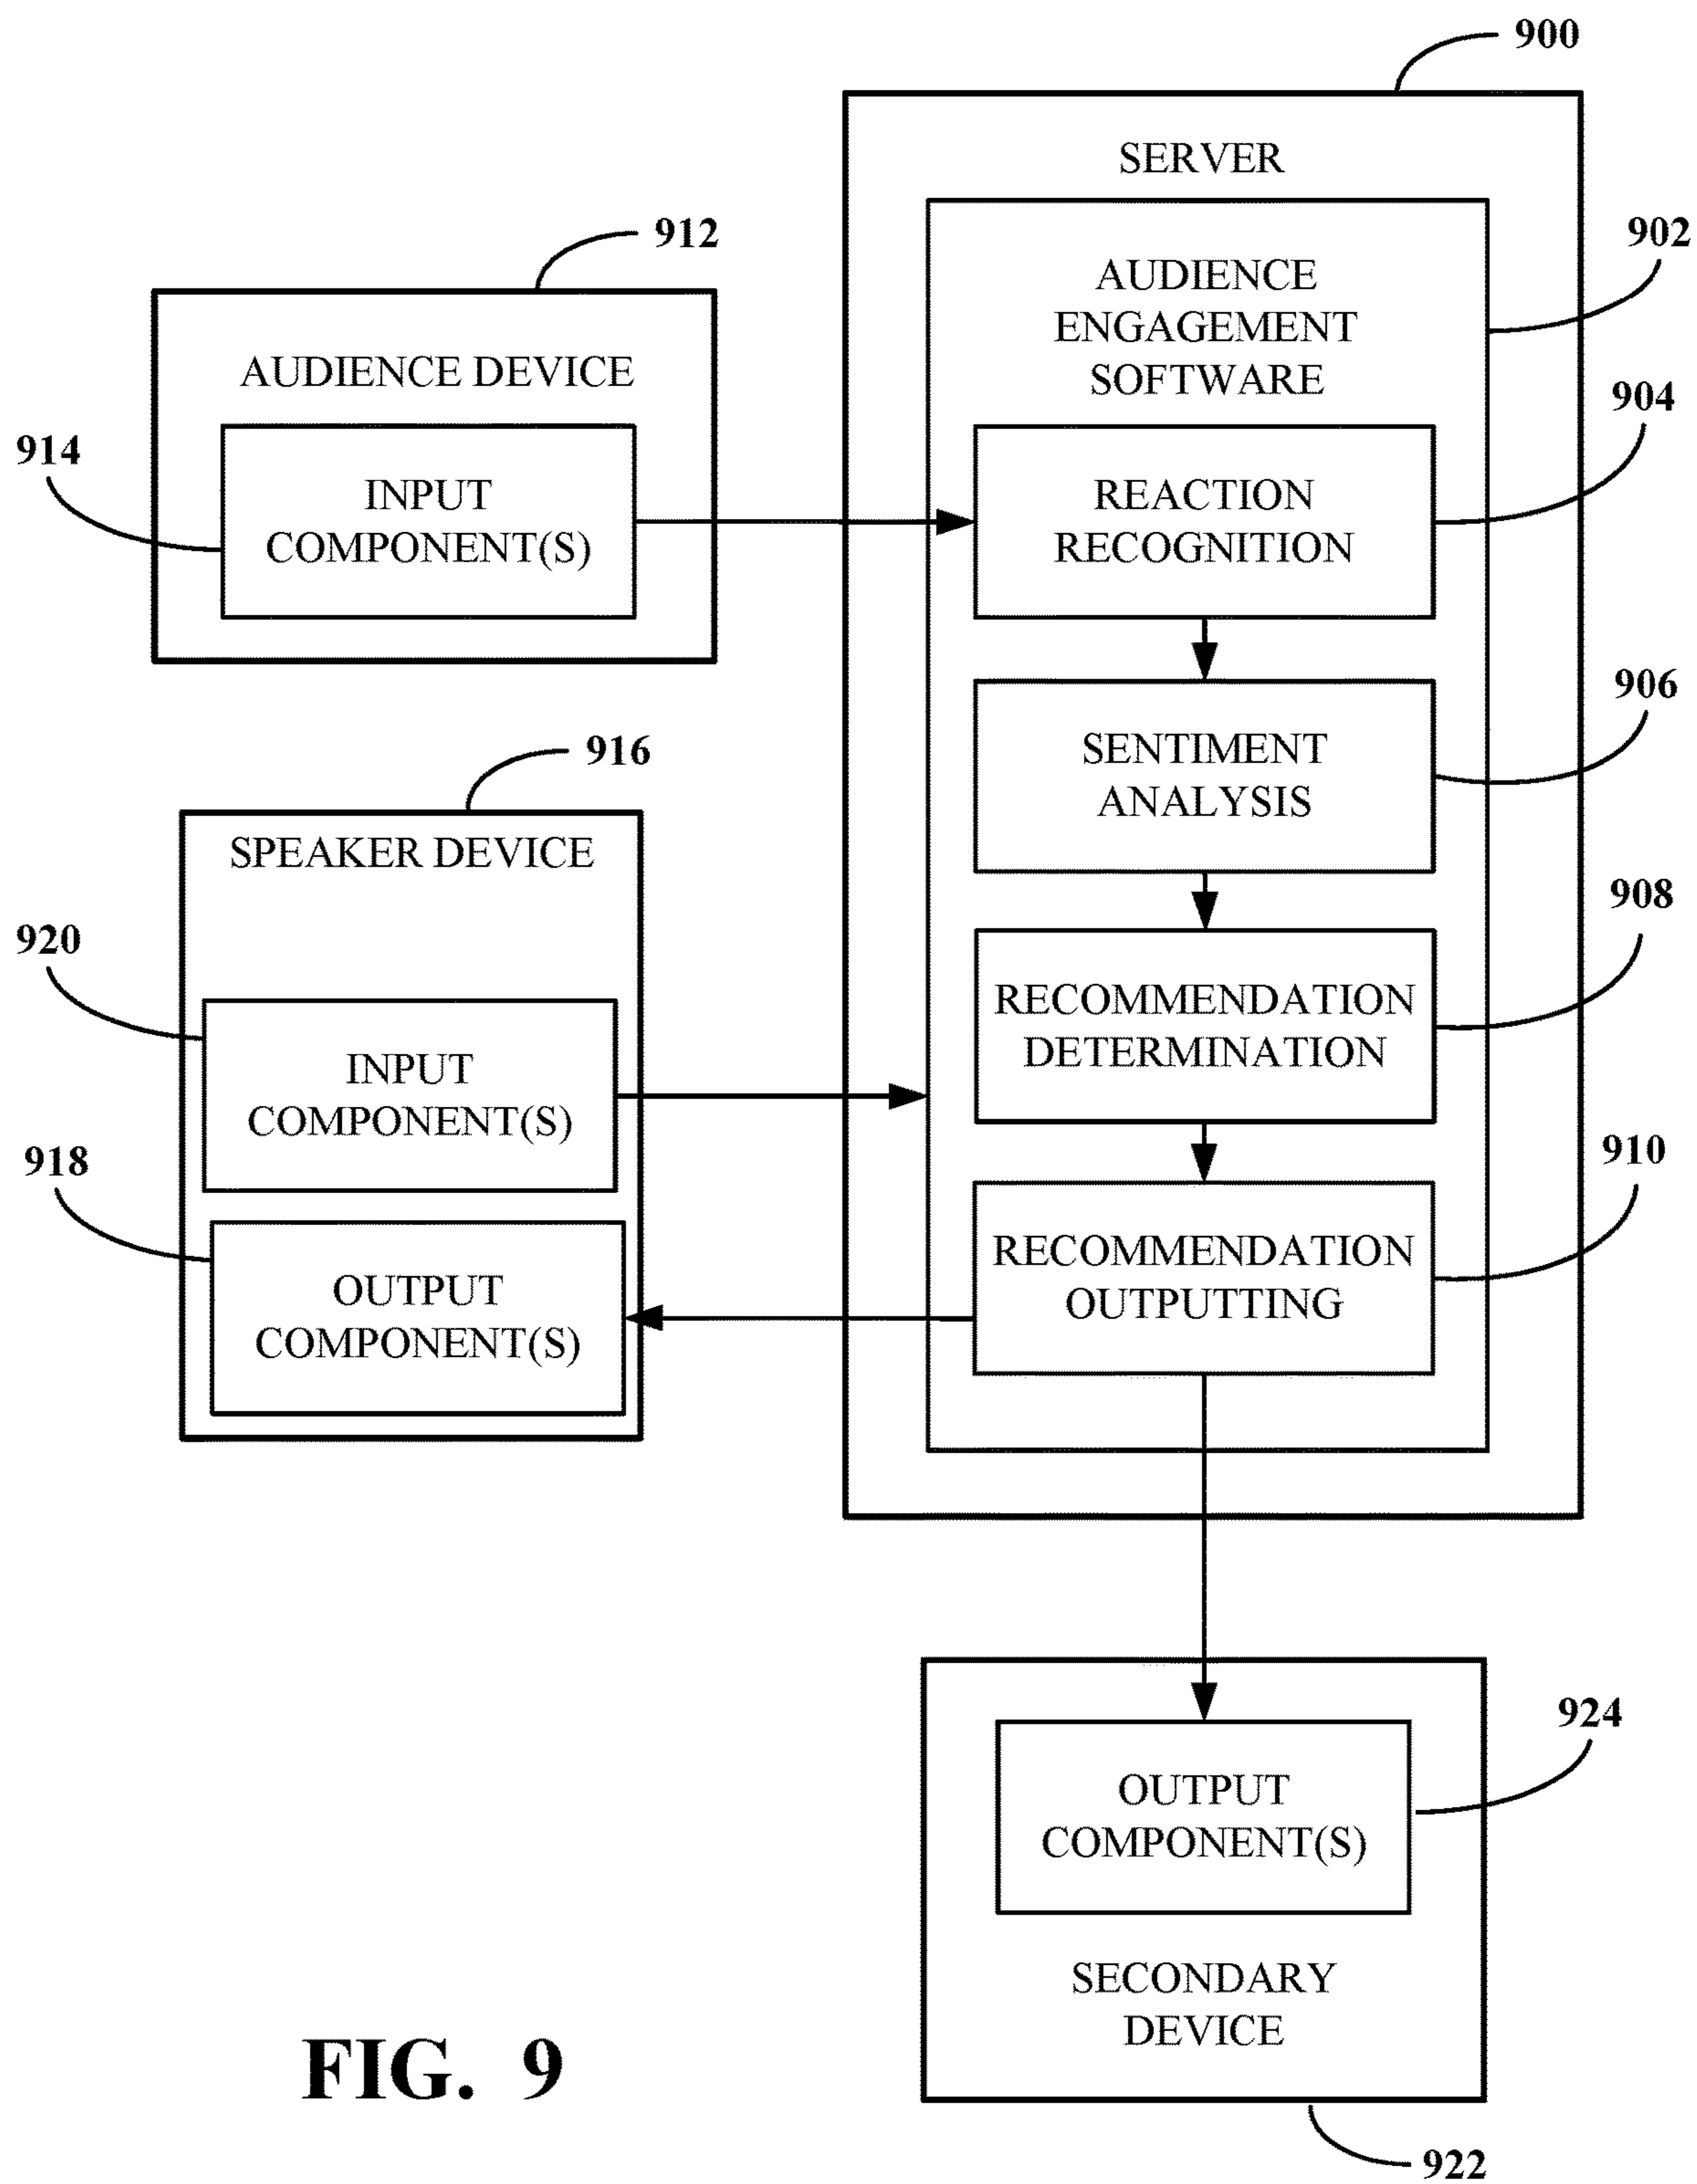 900
SERVER
912
902
AUDIENCE
ENGAGEMENT
SOFTWARE
AUDIENCE DEVICE
904
914
INPUT
COMPONENT(S)
REACTION
RECOGNITION
906
916
SENTIMENT
ANALYSIS
SPEAKER DEVICE
908
920
RECOMMENDATION
DETERMINATION
INPUT
COMPONENT(S)
918
910
RECOMMENDATION
OUTPUTTING
OUTPUT
COMPONENT(S)
924
OUTPUT
COMPONENT(S)
SECONDARY
DEVICE
FIG. 9
922